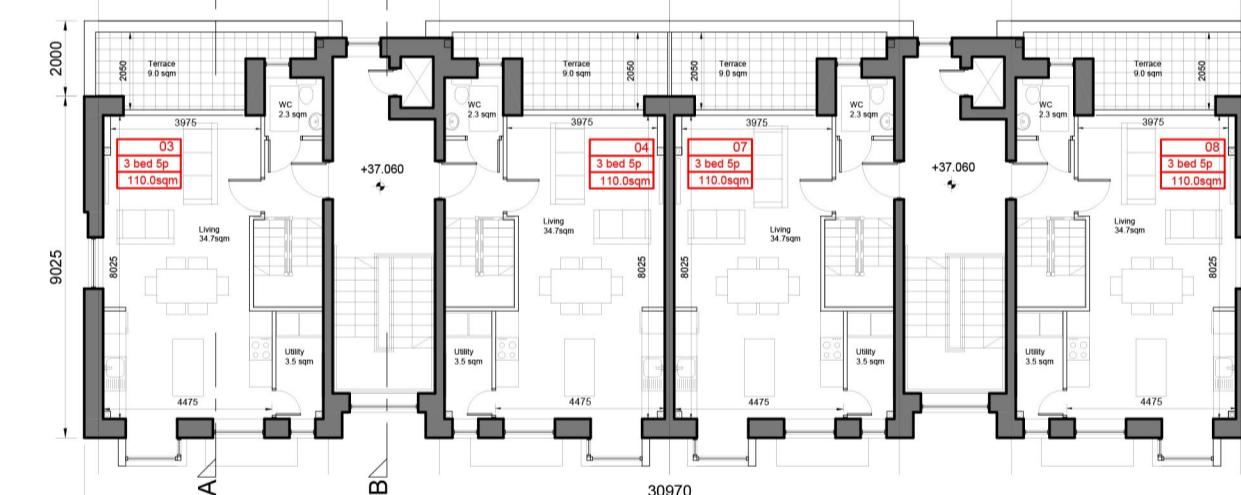 2000
2050
Terrace
9.0 sqm
Terrace
9.0 sqm
2050
2050
Terrace
9.0 sqm
Terrace
9.0 sqm
2050
WC
2.3 sqm
WC
2.3 sqm
WC
2.3 sqm
WC
2.3 sqm
3975
3975
3975
3975
03
3 bed 5p
110.0sqm
+37.060
04
3 bed 5p
110.0sqm
07
3 bed 5p
110.0sqm
+37.060
08
3 bed 5p
110.0sqm
9025
8025
Living
34.7sqm
Living
34.7sqm
8025
8025
Living
34.7sqm
Living
34.7sqm
8025
Utility
3.5 sqm
Utility
3.5 sqm
Utility
3.5 sqm
Utility
3.5 sqm
4475
4475
4475
4475
A
B
30970